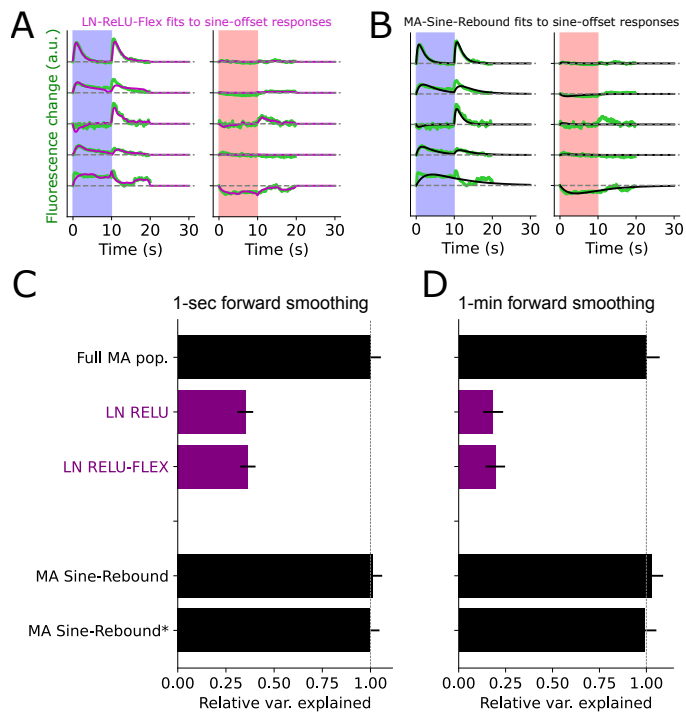 A
LN-ReLU-Flex fits to sine-offset responses
Fluorescence change (a.u.)
0 10 20 30
0 10 20 30
Time (s)
Time (s)
B
MA-Sine-Rebound fits to sine-offset responses
0 10 20 30
0 10 20 30
Time (s)
Time (s)
C
1-sec forward smoothing
Full MA pop.
LN RELU
LN RELU-FLEX
MA Sine-Rebound
MA Sine-Rebound*
0.00 0.25 0.50 0.75 1.00
Relative var. explained
D
1-min forward smoothing
0.00 0.25 0.50 0.75 1.00
Relative var. explained